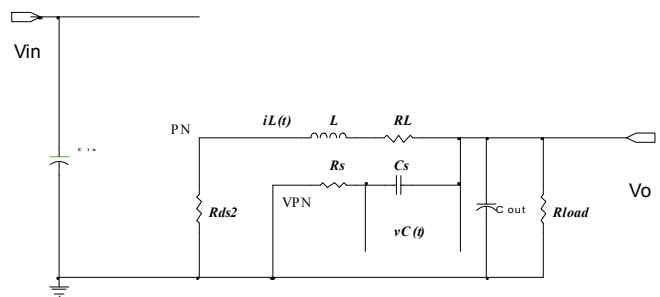 Vin
iL(t) L RL
PN
Rs Cs
Vo
Rds2 VPN C out Rload
vC(t)